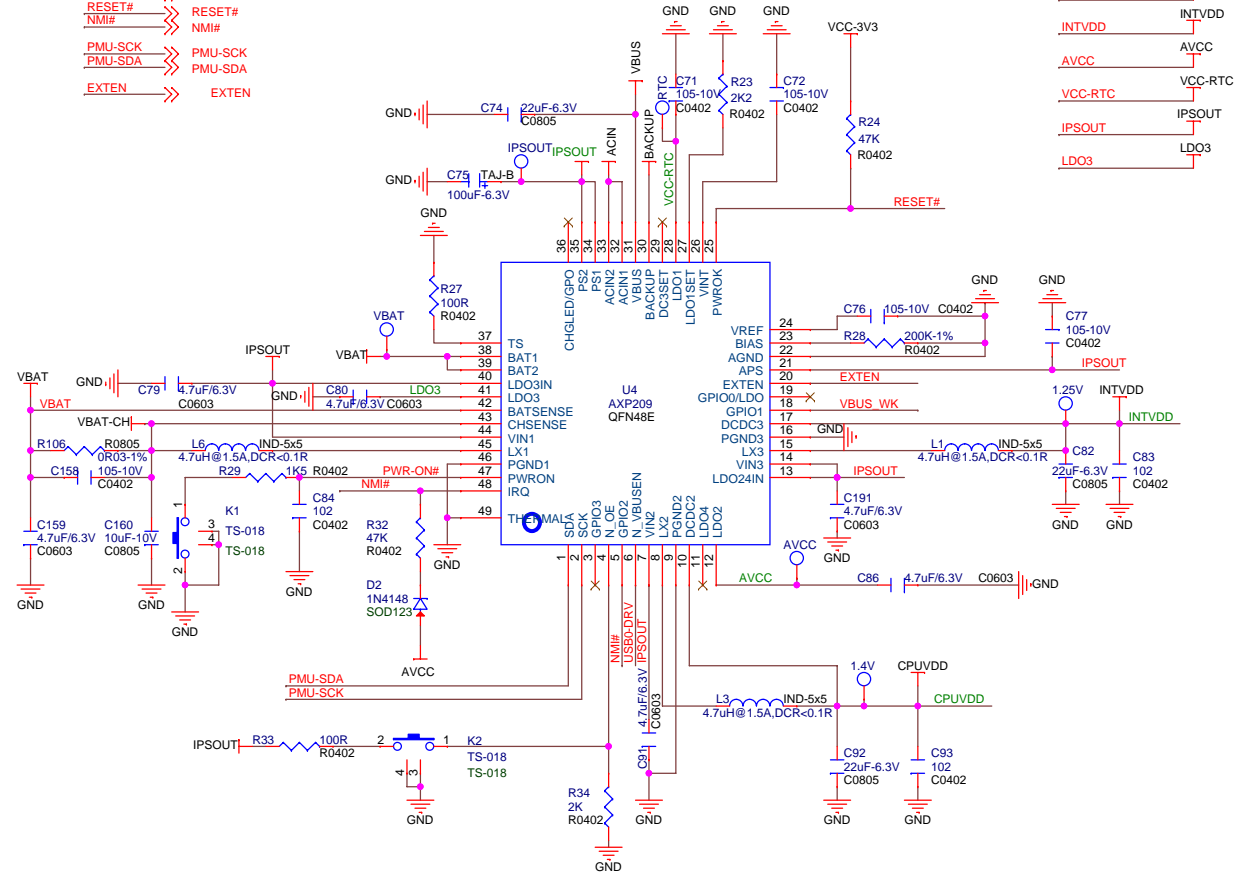 RESET#
RESET#
NMI#
NMI#
PMU-SCK
PMU-SCK
PMU-SDA
PMU-SDA
EXTEN
EXTEN
INTVDD
INTVDD
AVCC
AVCC
VCC-RTC
VCC-RTC
IPSOUT
IPSOUT
LDO3
LDO3
GND
GND
GND
VCC-3V3
VBUS
RTC
C71
105-10V
C0402
R23
2K2
R0402
C72
105-10V
C0402
GND
C74
22uF-6.3V
C0805
R24
47K
R0402
IPSOUT
IPSOUT
ACIN
BACKUP
VCC-RTC
GND
C75
TAJ-B
100uF-6.3V
RESET#
GND
36
35
34
33
32
31
30
29
28
27
26
25
CHGLED/GPO
PS2
PS1
ACIN2
ACIN1
VBUS
BACKUP
DC3SET
LDO1
LDO1SET
VINT
PWROK
R27
100R
R0402
VBAT
VBAT
37
TS
38
BAT1
39
BAT2
40
LDO3IN
41
LDO3
42
BATSENSE
43
CHSENSE
44
VIN1
45
LX1
46
PGND1
47
PWRON
48
IRQ
49
THERMAL
U4
AXP209
QFN48E
VREF
24
BIAS
23
AGND
22
APS
21
EXTEN
20
GPIO0/LDO
19
GPIO1
18
DCDC3
17
PGND3
16
LX3
15
VIN3
14
LDO24IN
13
SDA
SCK
GPIO3
N_OE
GPIO2
N_VBUSEN
VIN2
LX2
PGND2
DCDC2
LDO4
LDO2
1
2
3
4
5
6
7
8
9
10
11
12
C76
105-10V
C0402
GND
R28
200K-1%
R0402
GND
C77
105-10V
C0402
IPSOUT
EXTEN
VBUS_WK
1.25V
INTVDD
INTVDD
GND
L1
IND-5x5
4.7uH@1.5A,DCR<0.1R
C82
22uF-6.3V
C0805
C83
102
C0402
GND
GND
IPSOUT
C191
4.7uF/6.3V
C0603
GND
IPSOUT
VBAT
GND
C79
4.7uF/6.3V
C0603
GND
C80
4.7uF/6.3V
C0603
LDO3
VBAT
VBAT-CH
R106
R0805
0R03-1%
L6
IND-5x5
4.7uH@1.5A,DCR<0.1R
C158
105-10V
C0402
R29
1K5
R0402
PWR-ON#
NMI#
C84
102
C0402
GND
K1
TS-018
TS-018
1
3
4
2
GND
C159
4.7uF/6.3V
C0603
GND
C160
10uF-10V
C0805
GND
GND
R32
47K
R0402
D2
1N4148
SOD123
AVCC
AVCC
AVCC
C86
4.7uF/6.3V
C0603
GND
NMI#
USB0-DRV
IPSOUT
PMU-SDA
PMU-SCK
C91
4.7uF/6.3V
C0603
GND
L3
IND-5x5
4.7uH@1.5A,DCR<0.1R
1.4V
CPUVDD
CPUVDD
C92
22uF-6.3V
C0805
GND
C93
102
C0402
GND
IPSOUT
R33
100R
R0402
2
1
K2
TS-018
TS-018
4
3
GND
R34
2K
R0402
GND